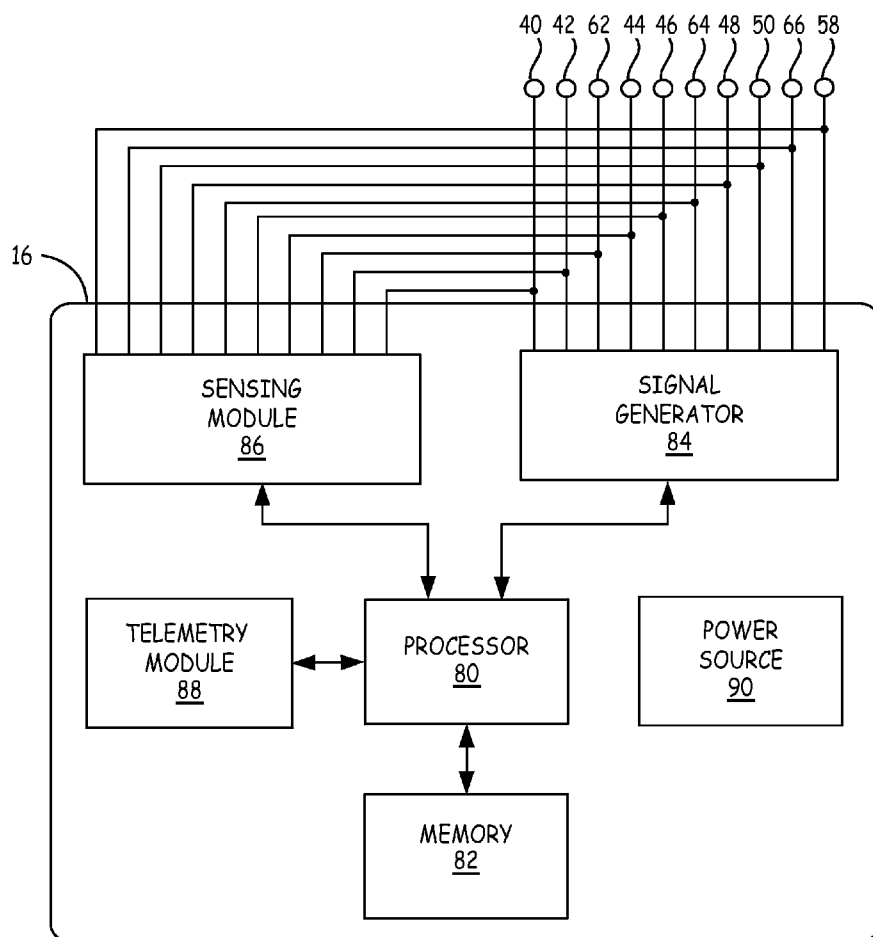 40 42 62 44 46 64 48 50 66 58
16
SENSING
MODULE
86
SIGNAL
GENERATOR
84
TELEMETRY
MODULE
88
PROCESSOR
80
POWER
SOURCE
90
MEMORY
82